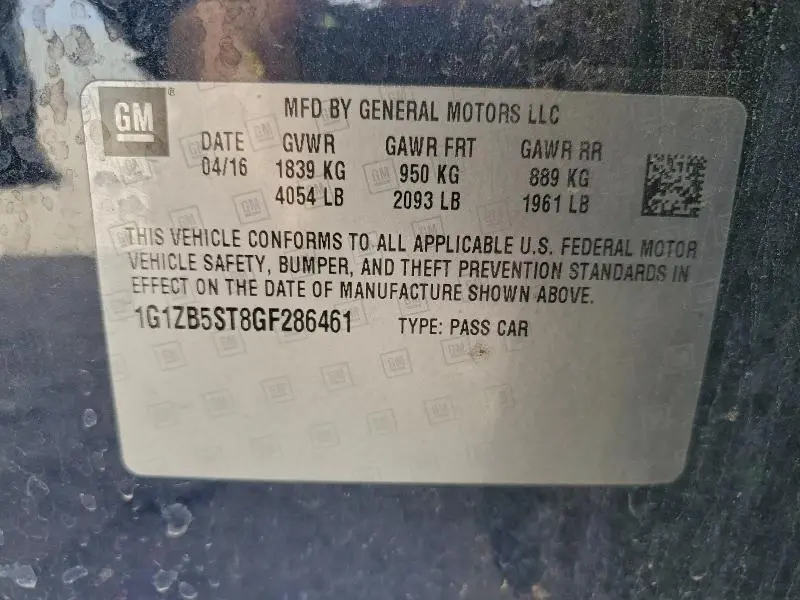 GM ®
MFD BY GENERAL MOTORS LLC
DATE GVWR GAWR FRT GAWR RR
04/16 1839 KG 950 KG 889 KG
4054 LB 2093 LB 1961 LB
THIS VEHICLE CONFORMS TO ALL APPLICABLE U.S. FEDERAL MOTOR
VEHICLE SAFETY, BUMPER, AND THEFT PREVENTION STANDARDS IN
EFFECT ON THE DATE OF MANUFACTURE SHOWN ABOVE.
1G1ZB5ST8GF286461 TYPE: PASS CAR